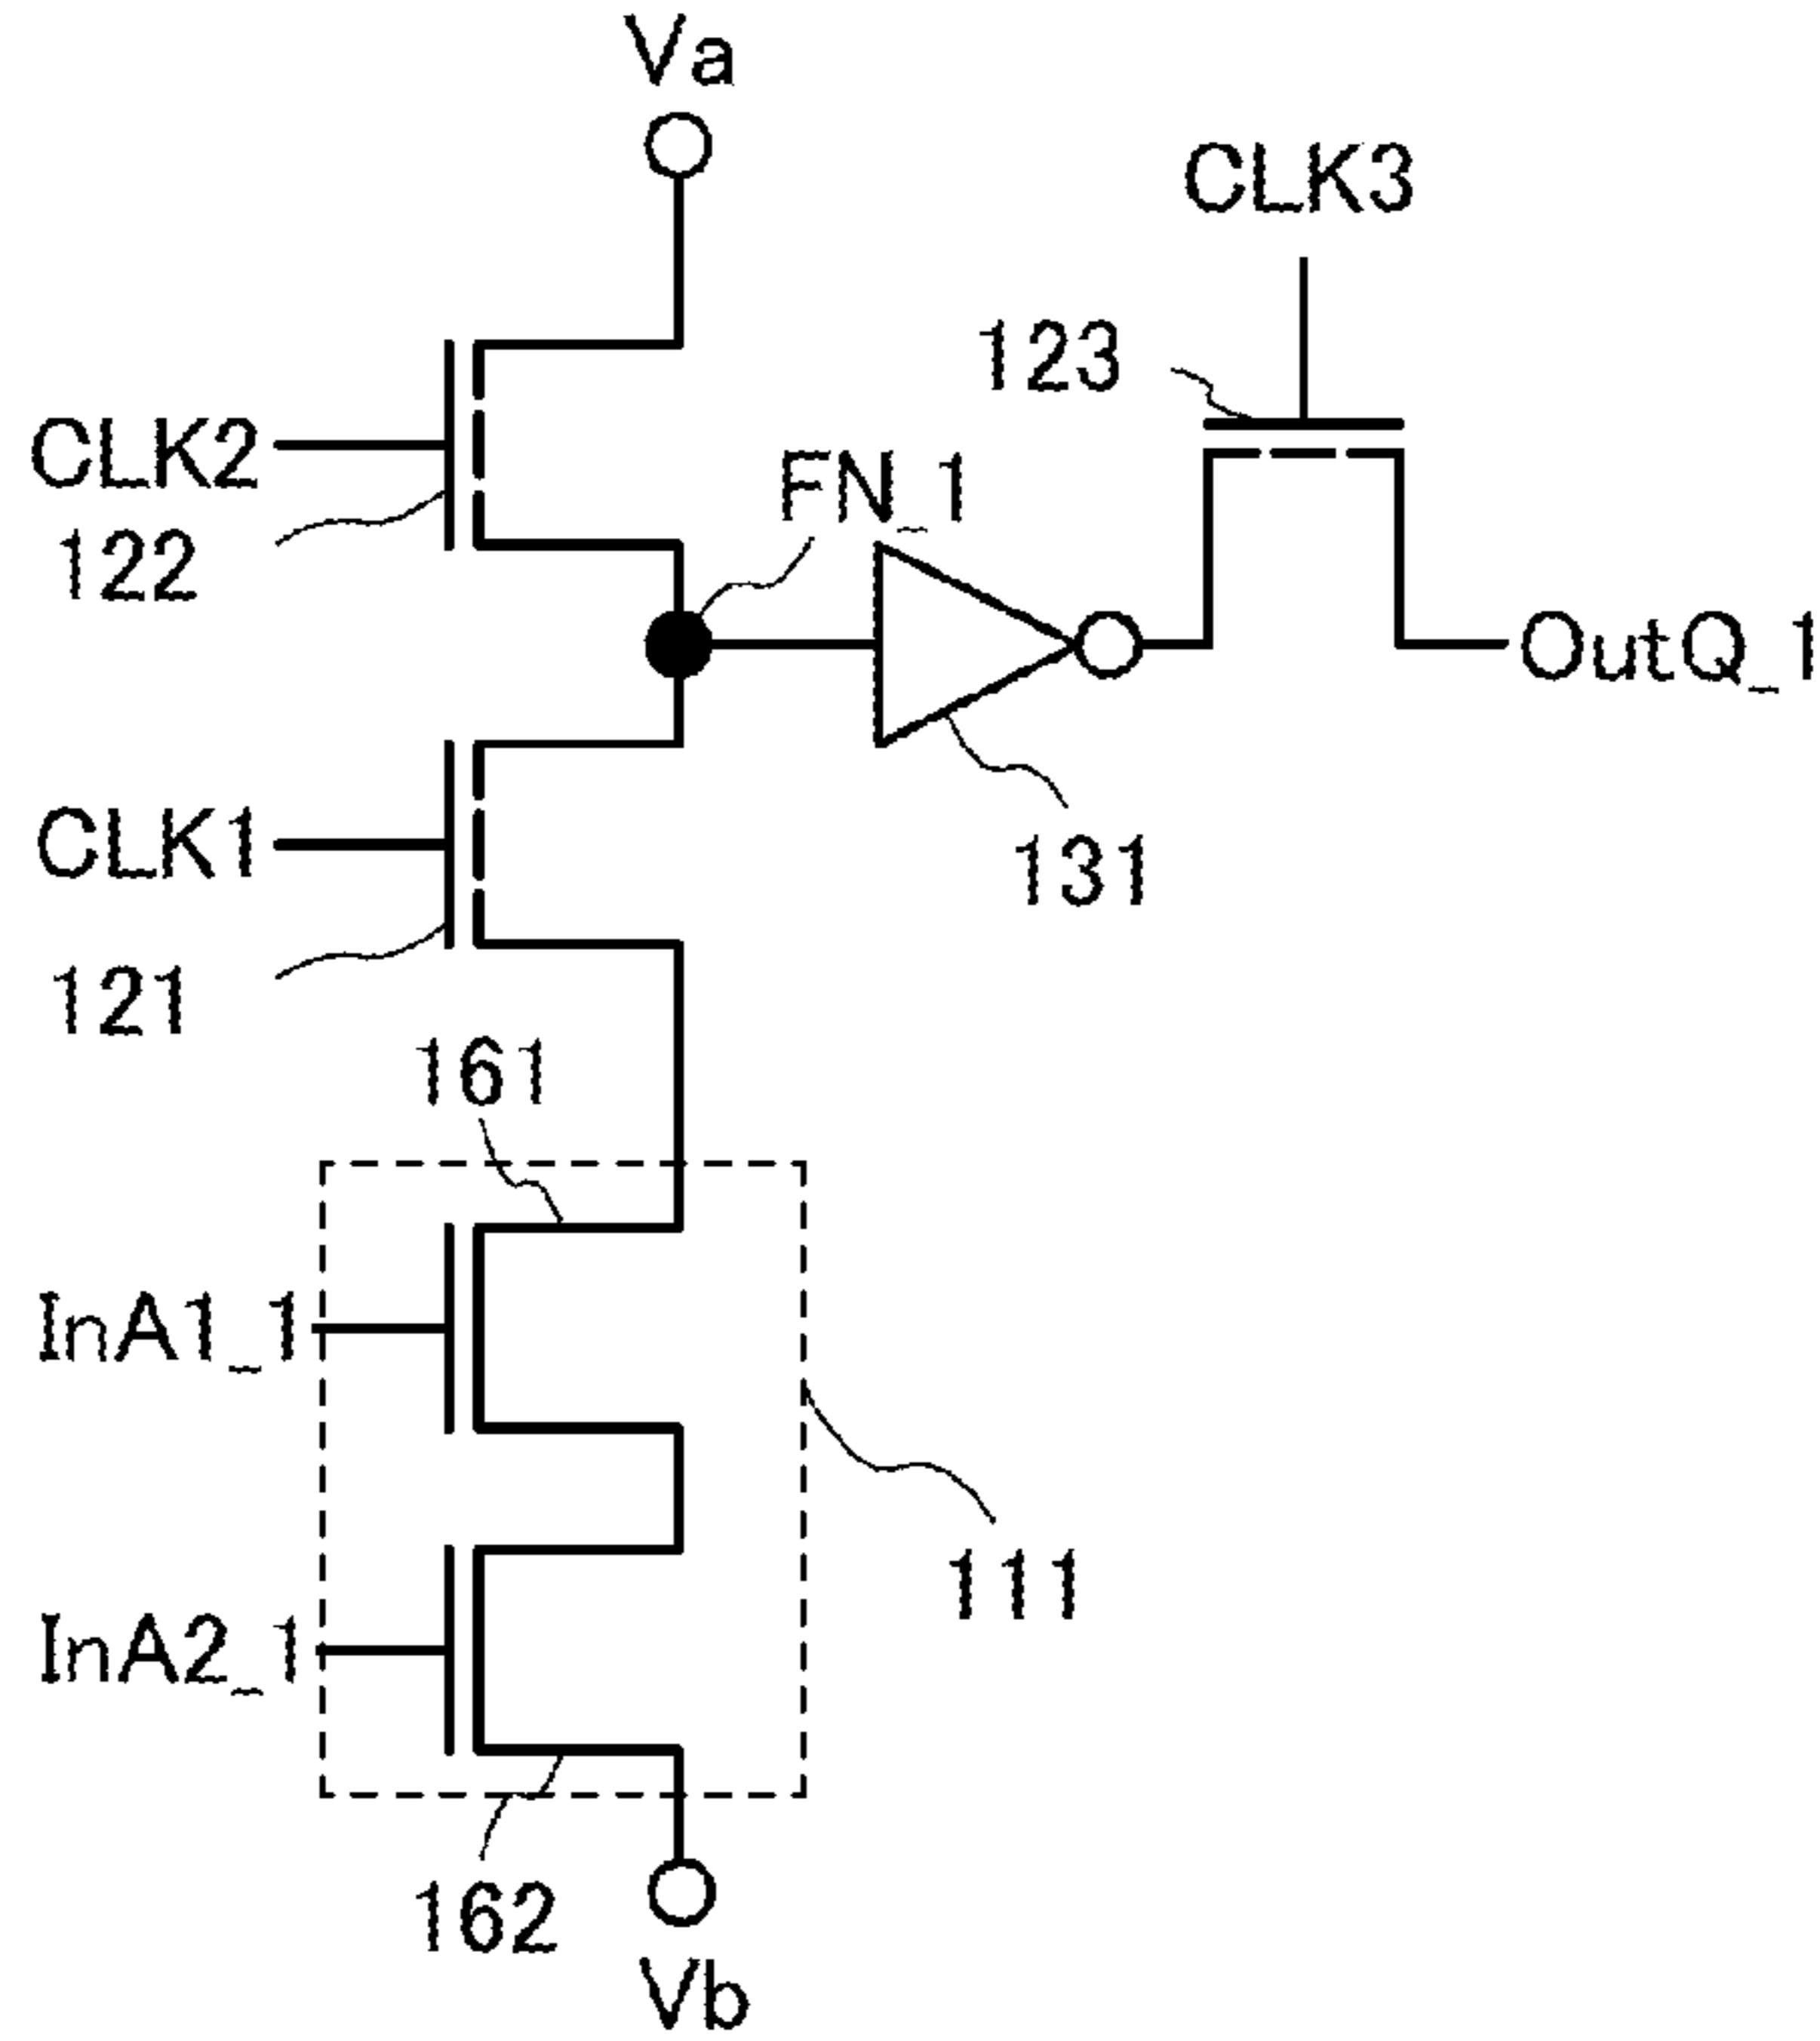 Va
CLK3
123
CLK2
122
FN_1
OutQ_1
CLK1
131
121
161
InA1_1
111
InA2_1
162
Vb